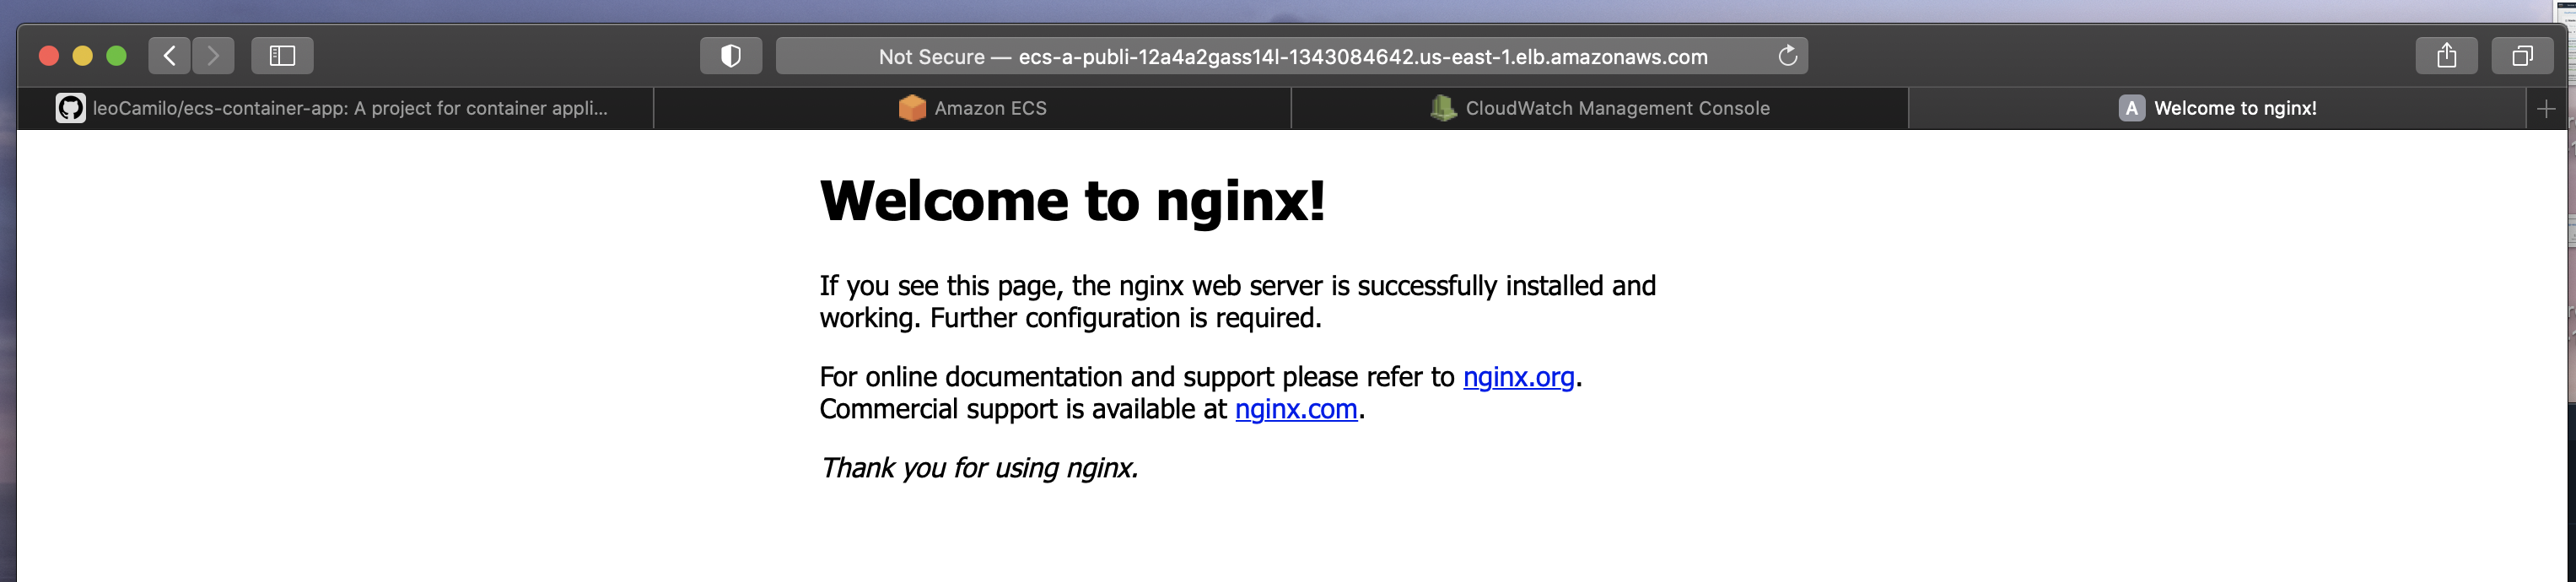 Not Secure — ecs-a-publi-12a4a2gass14l-1343084642.us-east-1.elb.amazonaws.com
leoCamilo/ecs-container-app: A project for container appli...
Amazon ECS
CloudWatch Management Console
A Welcome to nginx!
Welcome to nginx!
If you see this page, the nginx web server is successfully installed and
working. Further configuration is required.
For online documentation and support please refer to nginx.org.
Commercial support is available at nginx.com.
Thank you for using nginx.